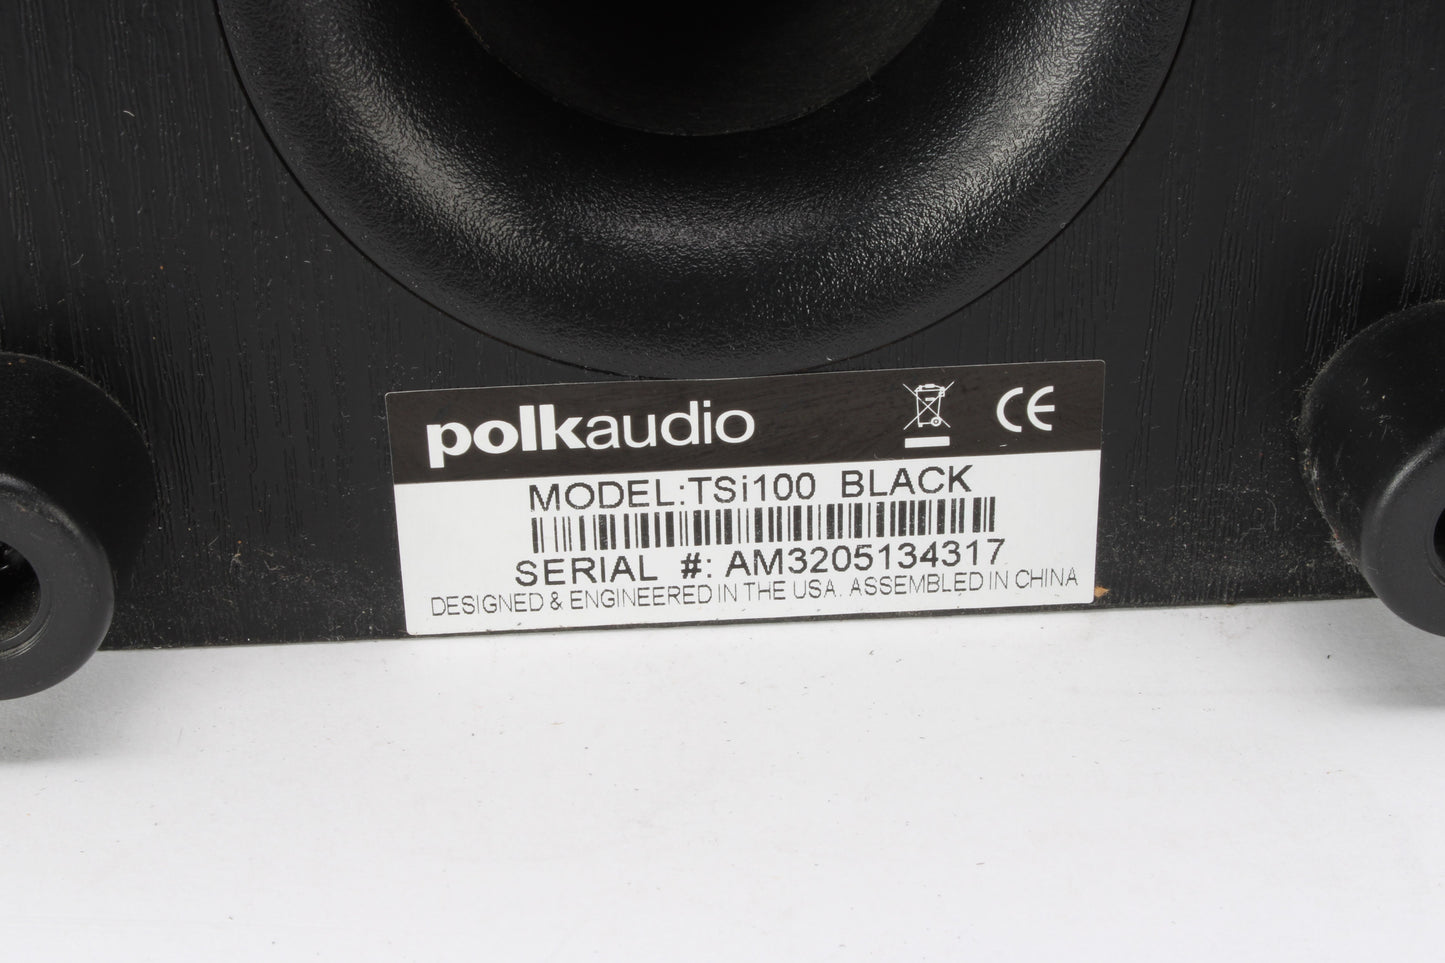 polkaudio
CE
MODEL:TSi100 BLACK
SERIAL #: AM3205134317
DESIGNED & ENGINEERED IN THE USA. ASSEMBLED IN CHINA